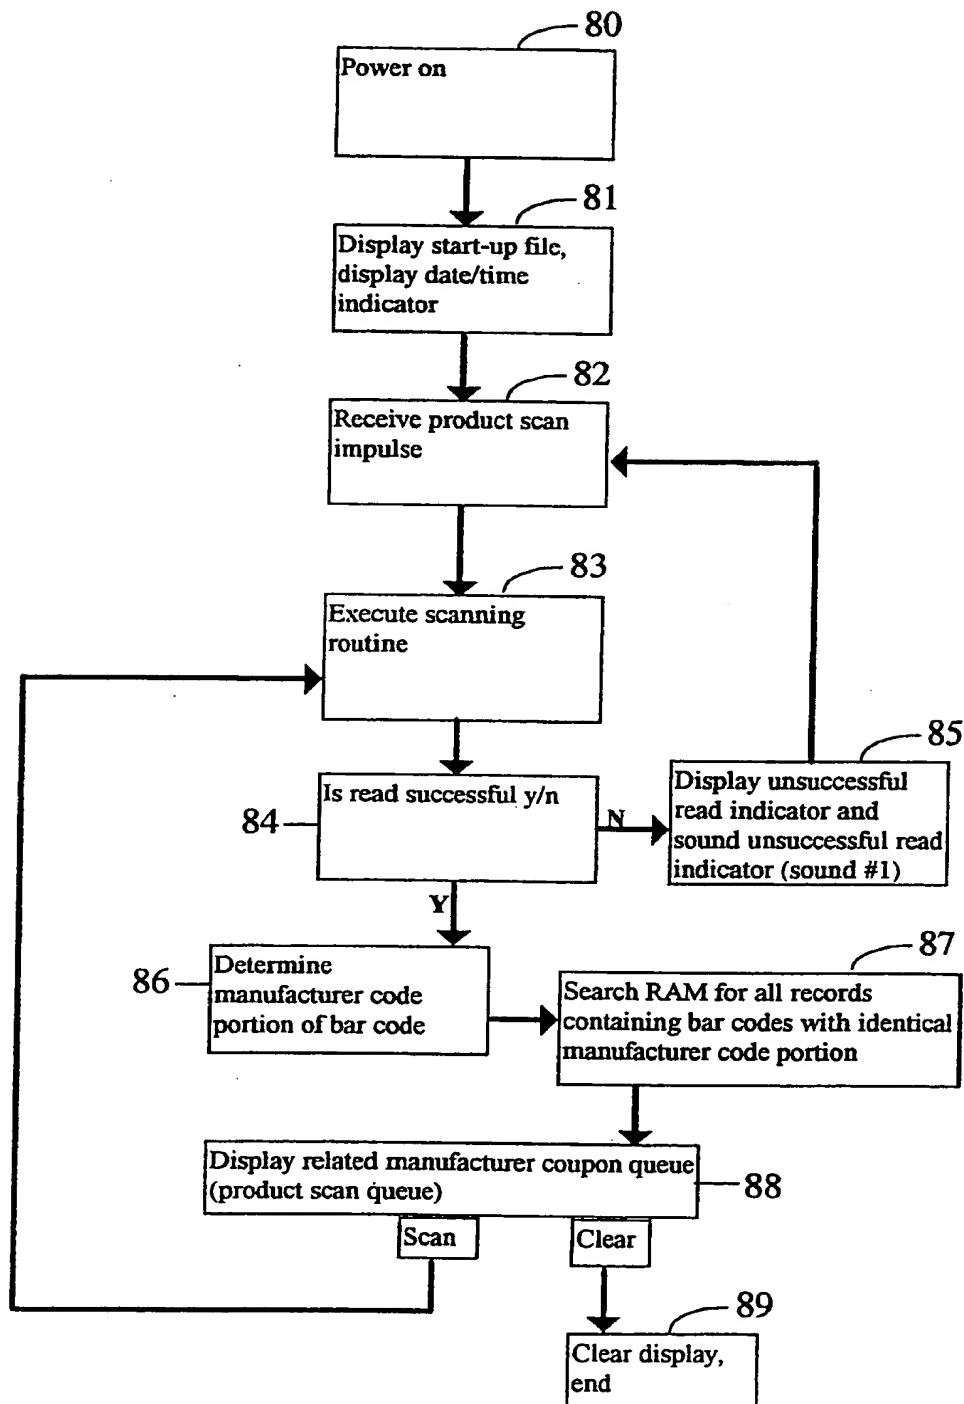 80
Power on
81
Display start-up file,
display date/time
indicator
82
Receive product scan
impulse
83
Execute scanning
routine
84
Is read successful y/n
N
85
Display unsuccessful
read indicator and
sound unsuccessful read
indicator (sound #1)
Y
86
Determine
manufacturer code
portion of bar code
87
Search RAM for all records
containing bar codes with identical
manufacturer code portion
Display related manufacturer coupon queue
(product scan queue)
88
Scan
Clear
89
Clear display,
end